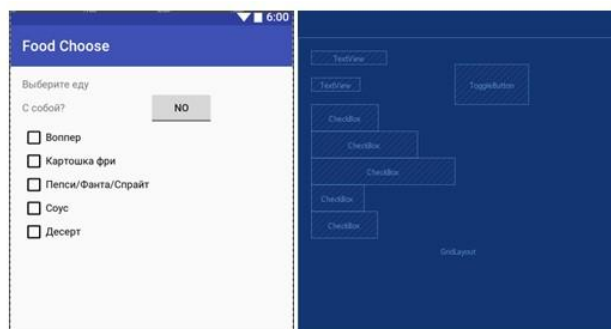 6:00
Food Choose
Выберите еду
С собой?
NO
Воппер
Картошка фри
Пепси/Фанта/Спрайт
Соус
Десерт
TextView
TextView
ToggleButton
CheckBox
CheckBox
CheckBox
CheckBox
CheckBox
GridLayout